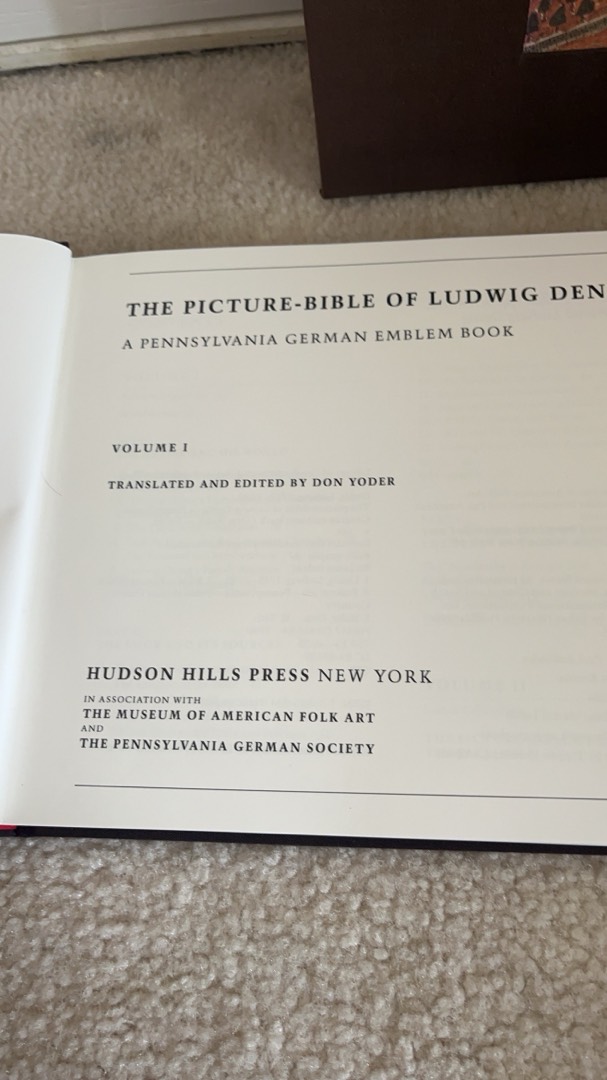 THE PICTURE-BIBLE OF LUDWIG DEN
A PENNSYLVANIA GERMAN EMBLEM BOOK
VOLUME I
TRANSLATED AND EDITED BY DON YODER
HUDSON HILLS PRESS NEW YORK
IN ASSOCIATION WITH
THE MUSEUM OF AMERICAN FOLK ART
AND
THE PENNSYLVANIA GERMAN SOCIETY